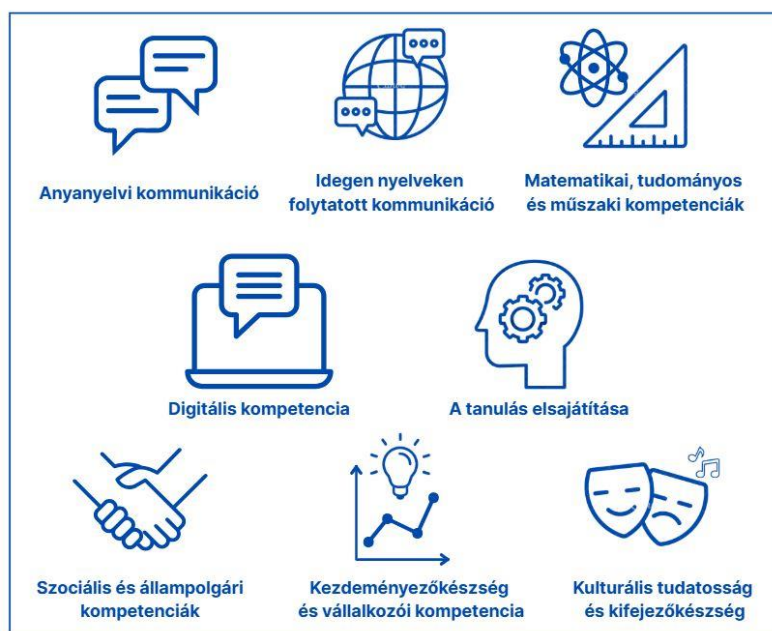 Anyanyelvi kommunikáció
Idegen nyelveken
folytatott kommunikáció
Matematikai, tudományos
és műszaki kompetenciák
Digitális kompetencia
A tanulás elsajátítása
Szociális és állampolgári
kompetenciák
Kezdeményezőkészség
és vállalkozói kompetencia
Kulturális tudatosság
és kifejezőkészség